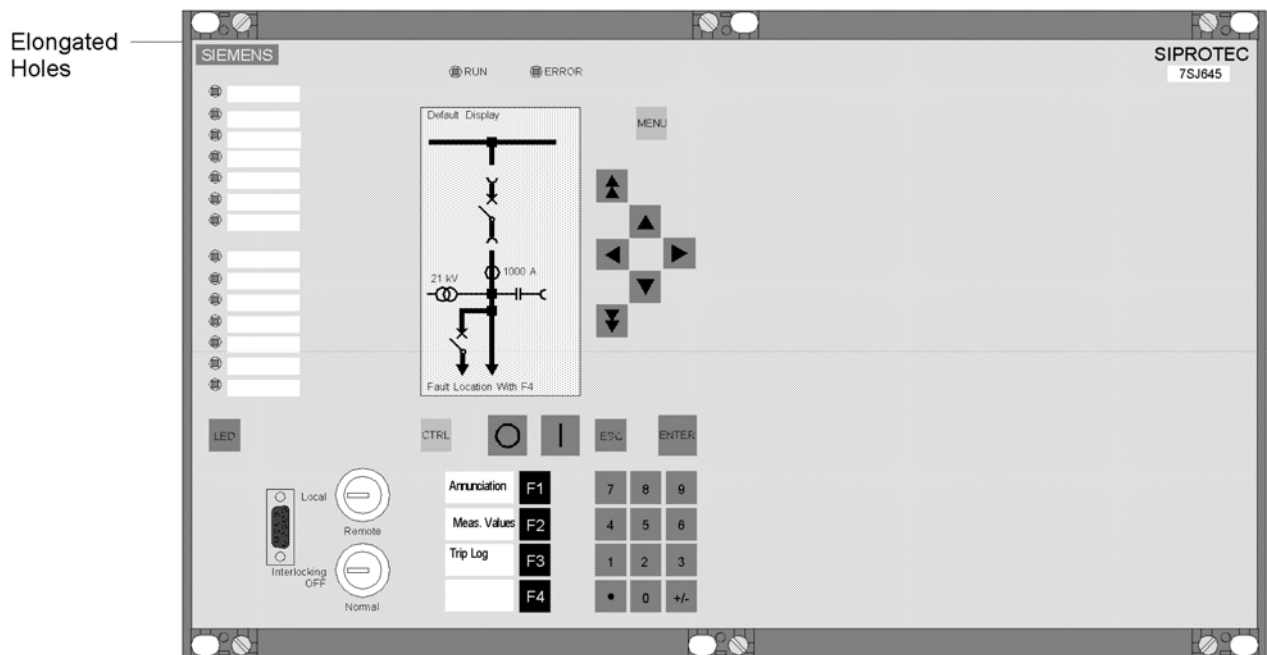 Elongated
Holes
SIEMENS
SIPROTEC
7SJ645
RUN
ERROR
Default Display
MENU
21 kV
1000 A
Fault Location With F4
LED
CTRL
ESC
ENTER
Annunciation F1
7 8 9
Local
Meas. Values F2
4 5 6
Remote
Trip Log F3
1 2 3
Interlocking
OFF
F4
0 +/-
Normal